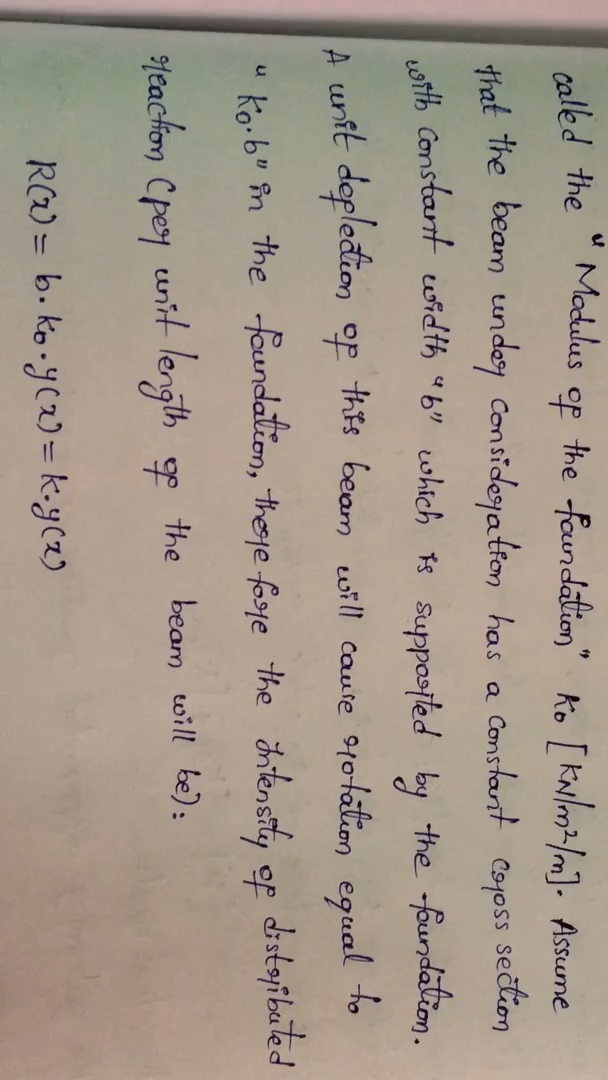 called the "Modulus of the foundation" k₀ [kN/m²/m]. Assume
that the beam under consideration has a constant cross section
with constant width "b" which is supported by the foundation.
A unit deplection of this beam will cause rotation equal to
"k₀.b" in the foundation, therefore the intensity of distributed
reaction (per unit length of the beam will be):
R(x) = b.k₀.y(x) = k.y(x)